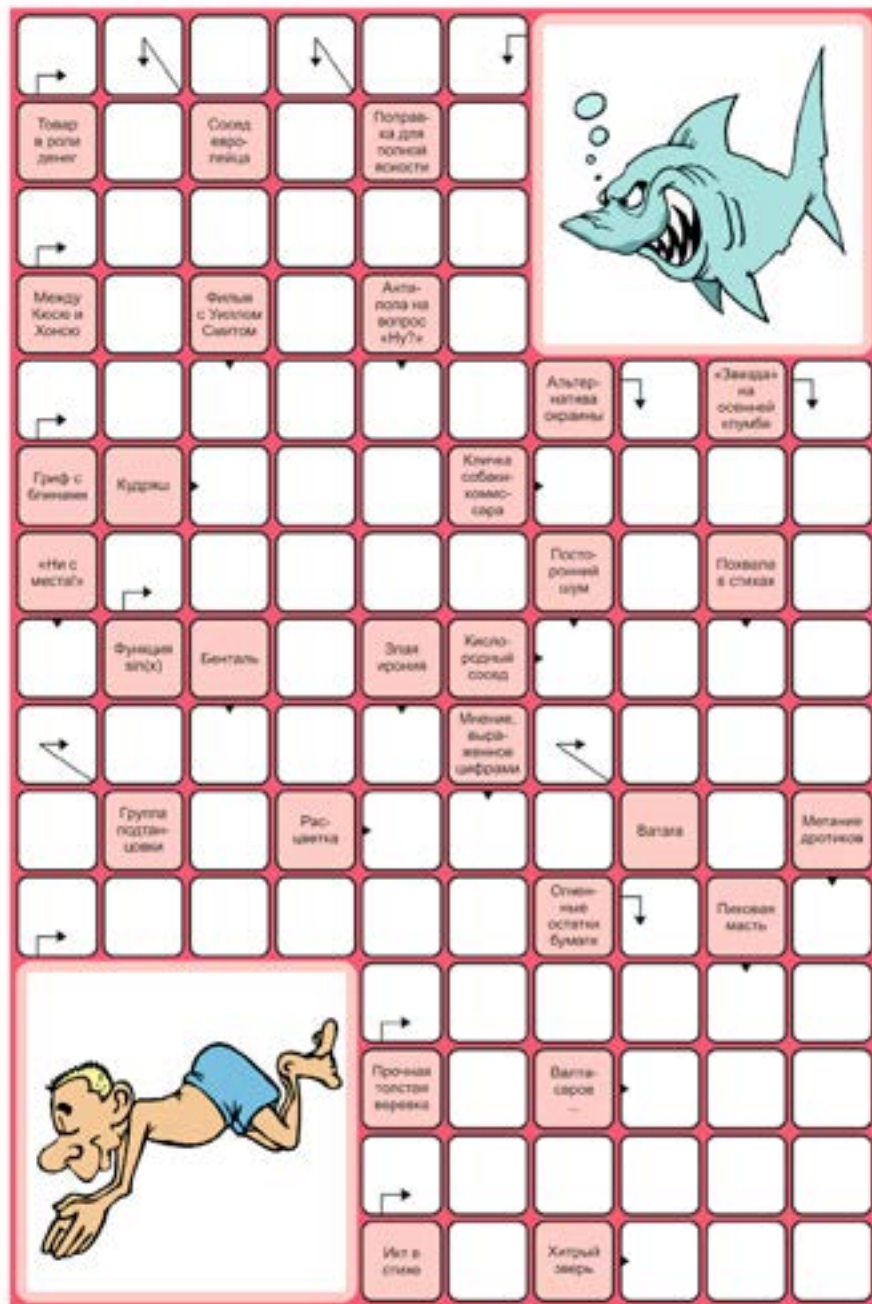 Товар
в роли
денег
Сосед
евро-
пейца
Поправ-
ка для
полной
ясности
Между
Кюсю и
Хонсю
Фильм
с Уиллом
Смитом
Анти-
лопа на
вопрос
«Ну?»
Альтер-
натива
окраины
«Звезда»
на
осенней
клумбе
Гриф с
блинами
Кудряш
Кличка
собаки-
комис-
сара
«Ни с
места!»
Посто-
ронний
шум
Похвала
в стихах
Функция
sin(x)
Бенталь
Злая
ирония
Кисло-
родный
сосед
Мнение,
выра-
женное
цифрами
Группа
подтан-
цовки
Рас-
цветка
Ватага
Метание
дротиков
Огнен-
ные
остатки
бумаги
Пиковая
масть
Прочная
толстая
веревка
Валта-
саров
...
Икт в
стихе
Хитрый
зверь